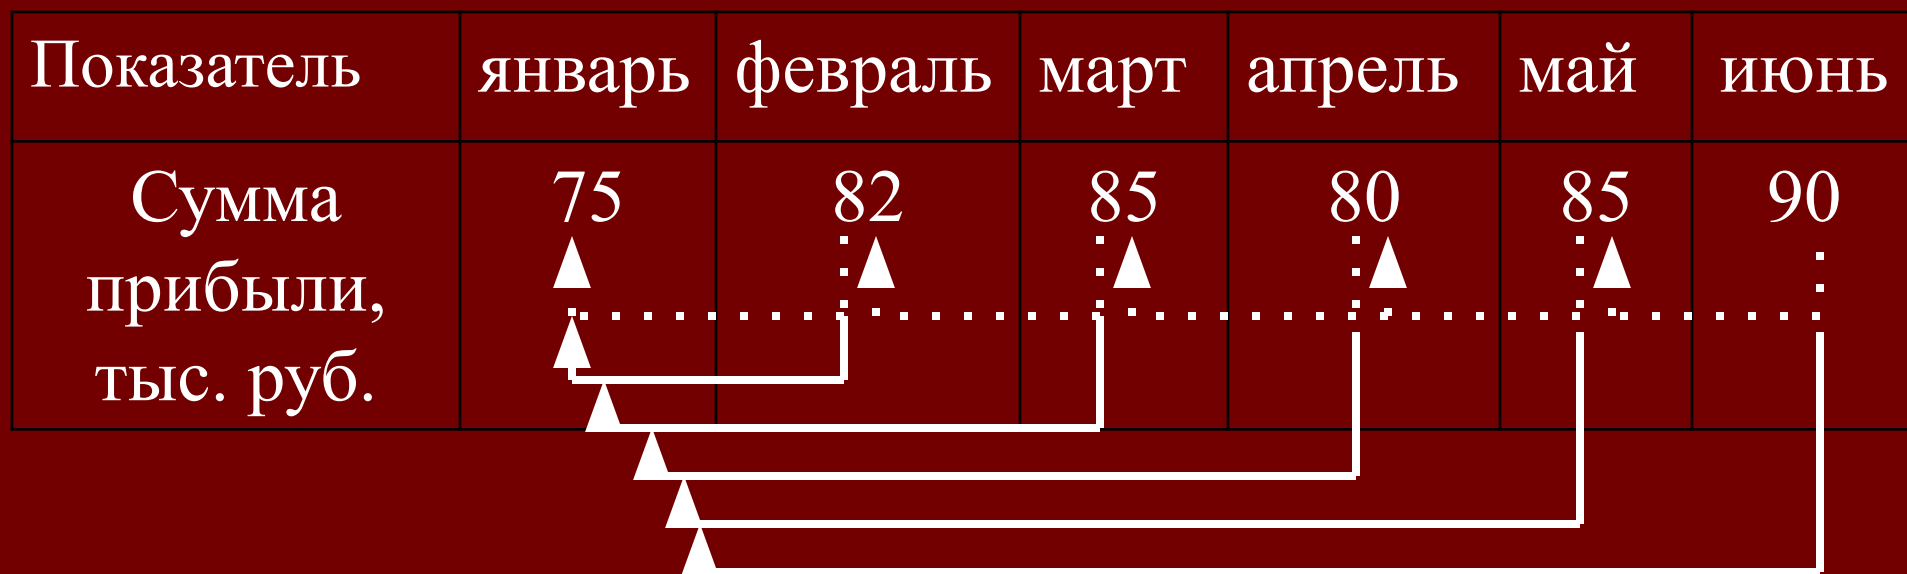 Показатель январь февраль март апрель май июнь
Сумма 75 82 85 80 85 90
прибыли,
тыс. руб.